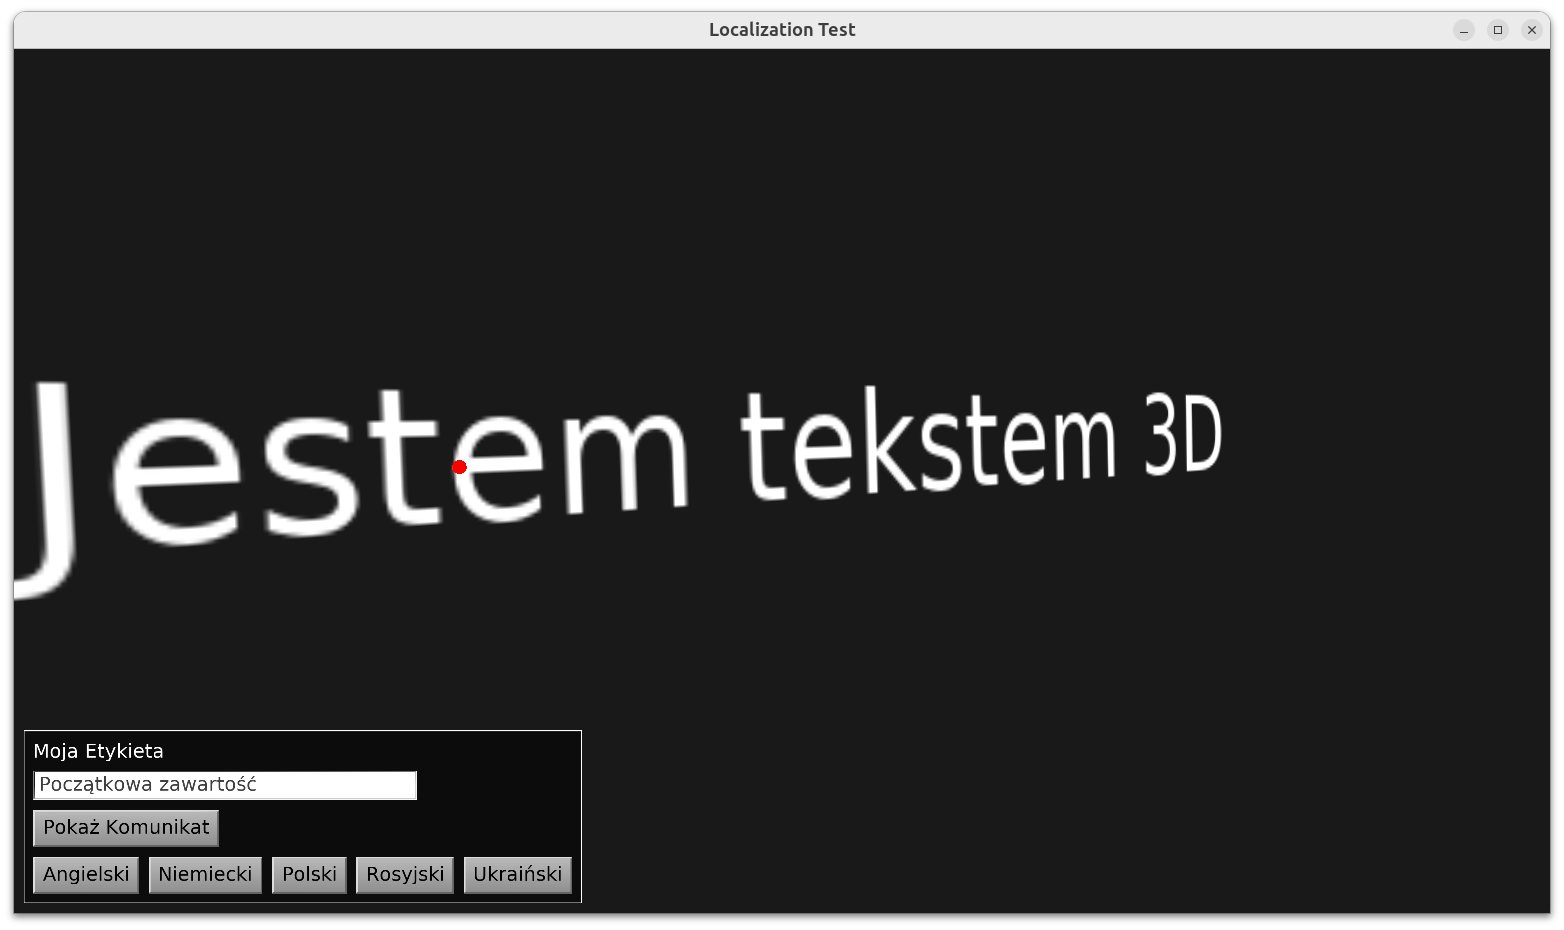 Localization Test
Jestem tekstem 3D
Moja Etykieta
Początkowa zawartość
Pokaż Komunikat
Angielski Niemiecki Polski Rosyjski Ukraiński